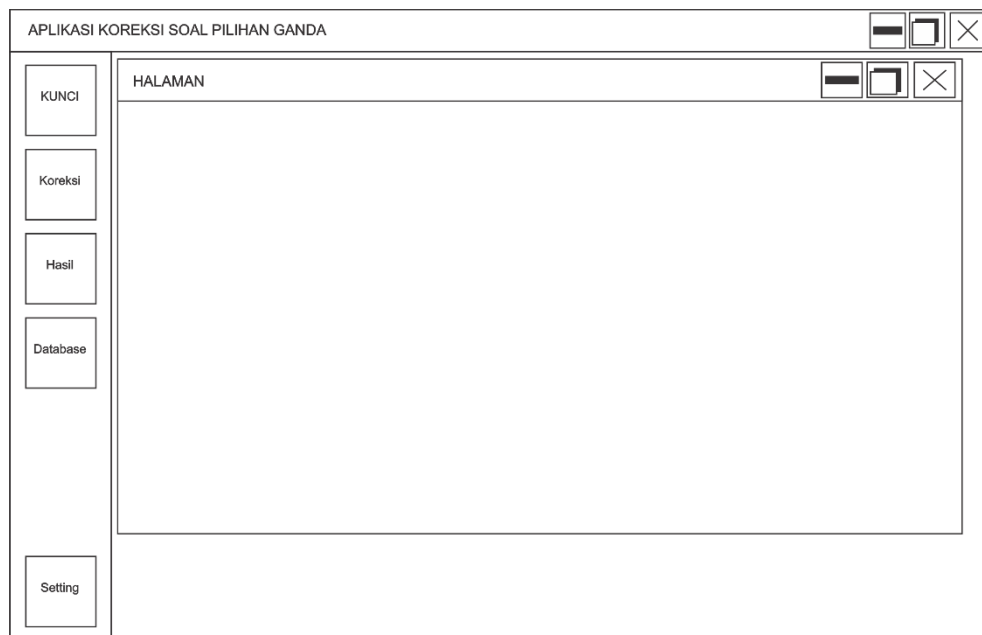 APLIKASI KOREKSI SOAL PILIHAN GANDA
KUNCI
HALAMAN
Koreksi
Hasil
Database
Setting